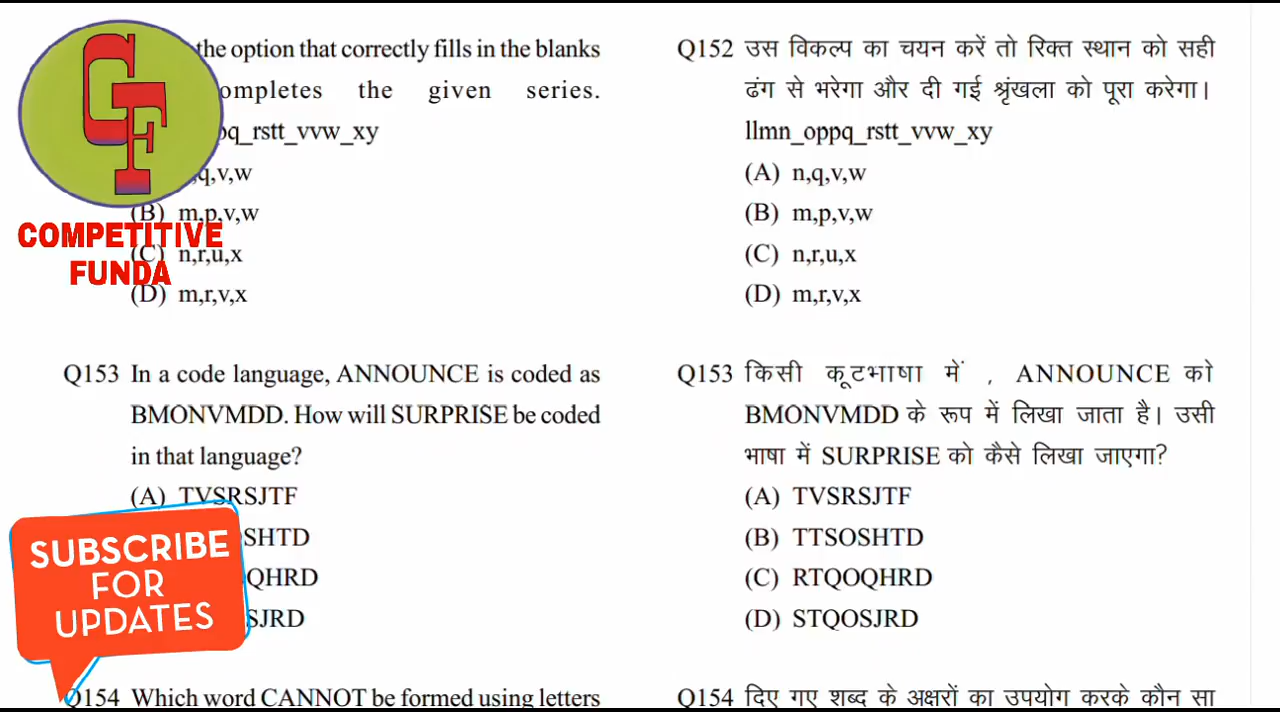 the option that correctly fills in the blanks
ompletes the given series.
pq_rstt_vvw_xy
q,v,w
(B) m,p,v,w
(C) n,r,u,x
(D) m,r,v,x
COMPETITIVE
FUNDA
Q153 In a code language, ANNOUNCE is coded as
BMONVMDD. How will SURPRISE be coded
in that language?
(A) TVSRSJTF
SHTD
QHRD
SJRD
SUBSCRIBE
FOR
UPDATES
Q154 Which word CANNOT be formed using letters
Q152 उस विकल्प का चयन करें तो रिक्त स्थान को सही
ढंग से भरेगा और दी गई श्रृंखला को पूरा करेगा।
llmn_oppq_rstt_vvw_xy
(A) n,q,v,w
(B) m,p,v,w
(C) n,r,u,x
(D) m,r,v,x
Q153 किसी कूटभाषा में , ANNOUNCE को
BMONVMDD के रूप में लिखा जाता है। उसी
भाषा में SURPRISE को कैसे लिखा जाएगा?
(A) TVSRSJTF
(B) TTSOSHTD
(C) RTQOQHRD
(D) STQOSJRD
Q154 दिए गए शब्द के अक्षरों का उपयोग करके कौन सा